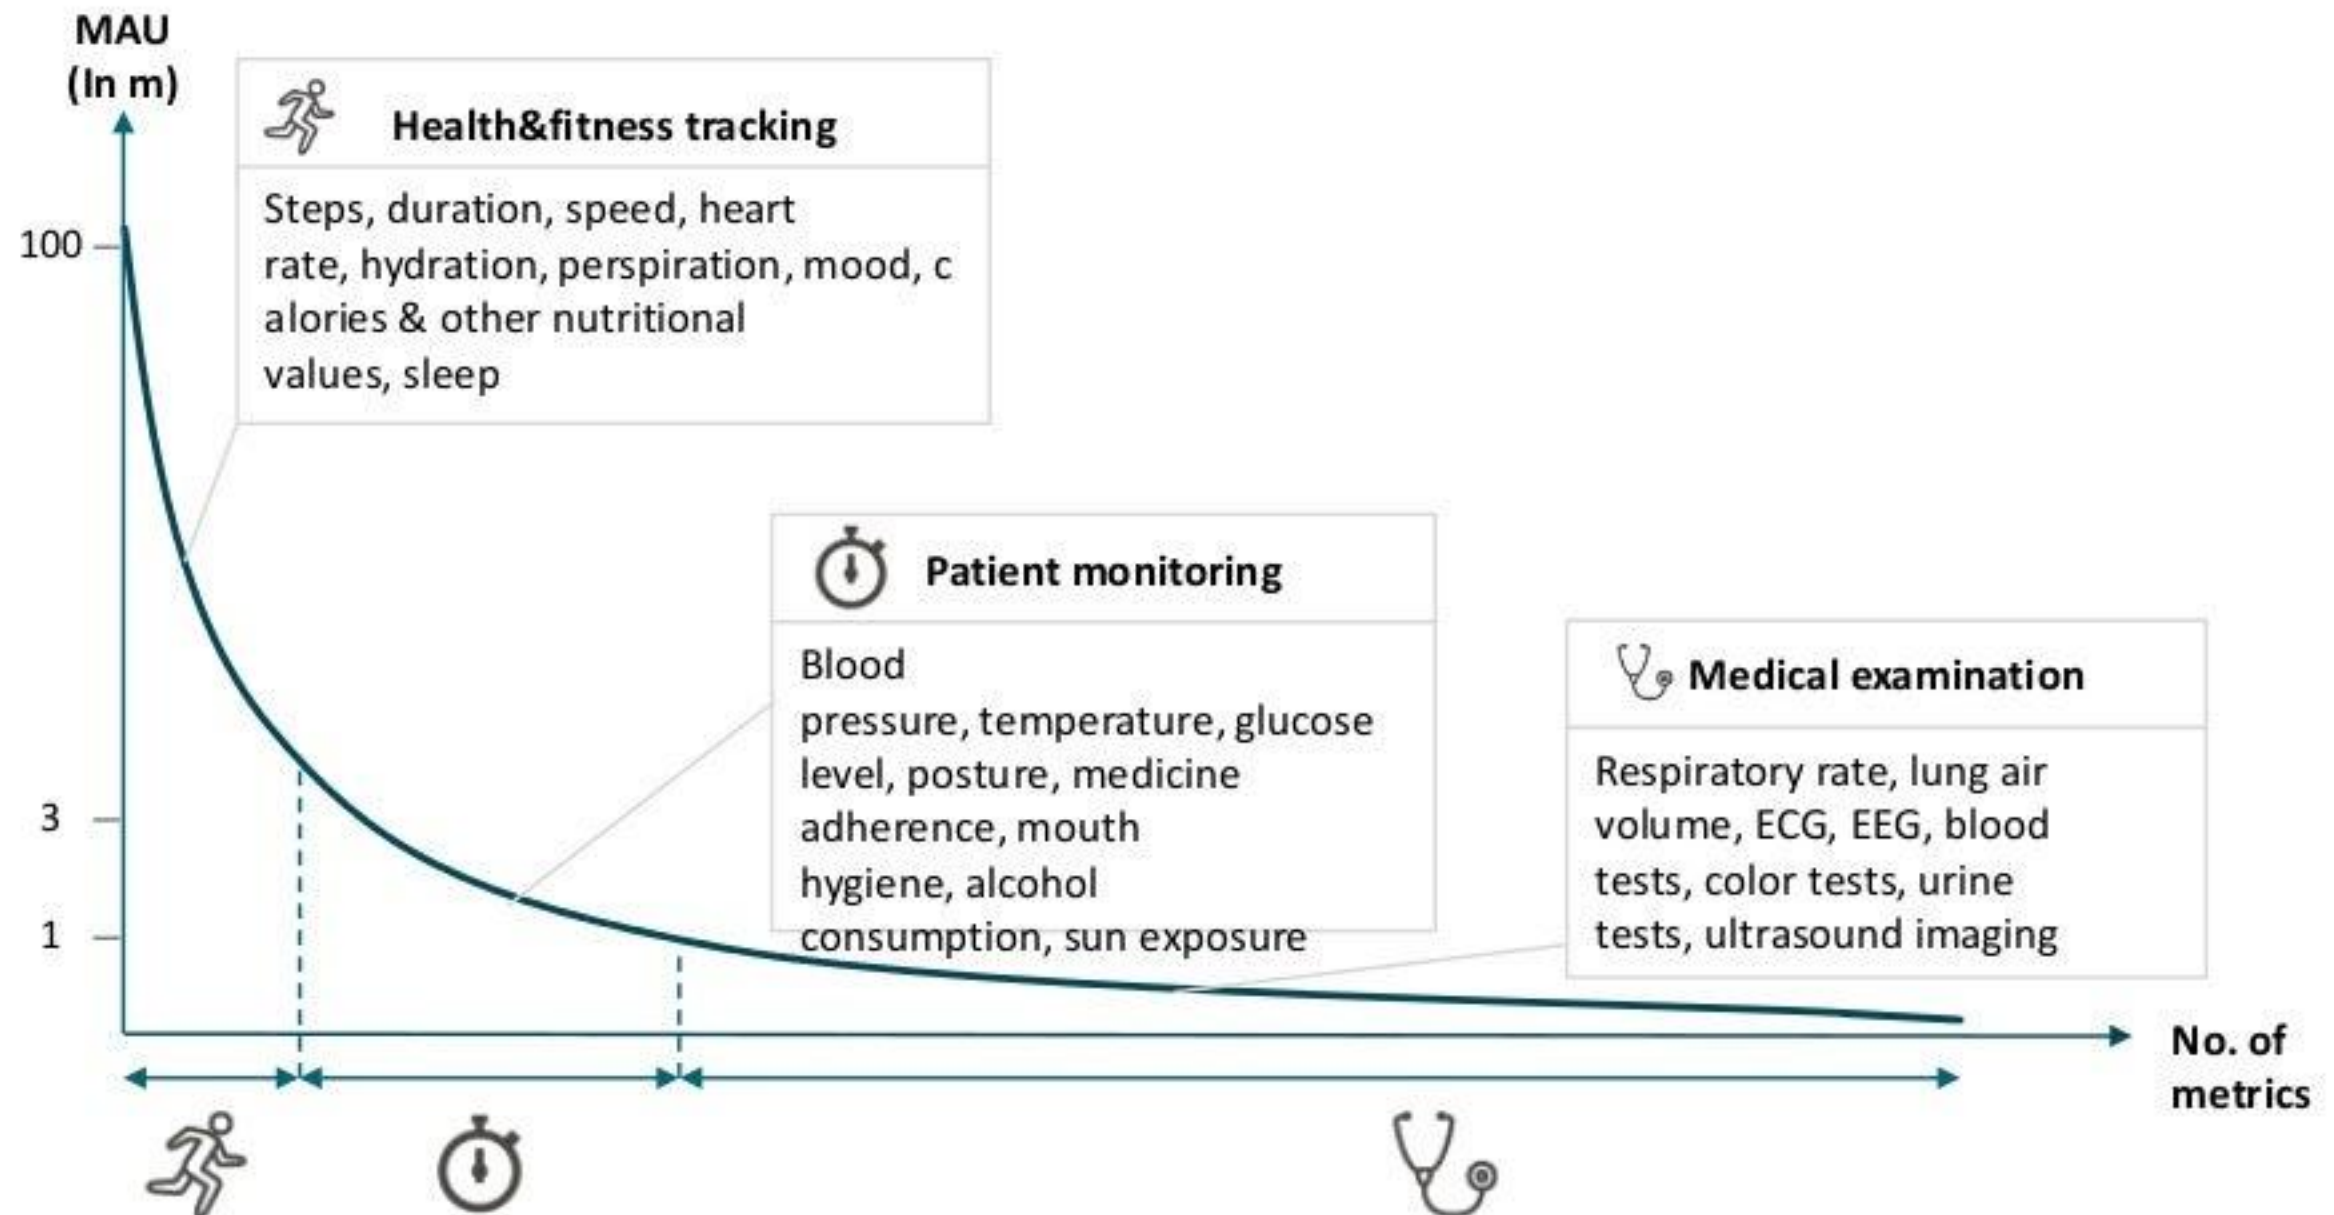 MAU
(In m)
Health&fitness tracking
Steps, duration, speed, heart
rate, hydration, perspiration, mood, c
alories & other nutritional
values, sleep
100
Patient monitoring
Blood
pressure, temperature, glucose
level, posture, medicine
adherence, mouth
hygiene, alcohol
consumption, sun exposure
Medical examination
Respiratory rate, lung air
volume, ECG, EEG, blood
tests, color tests, urine
tests, ultrasound imaging
3
1
No. of
metrics